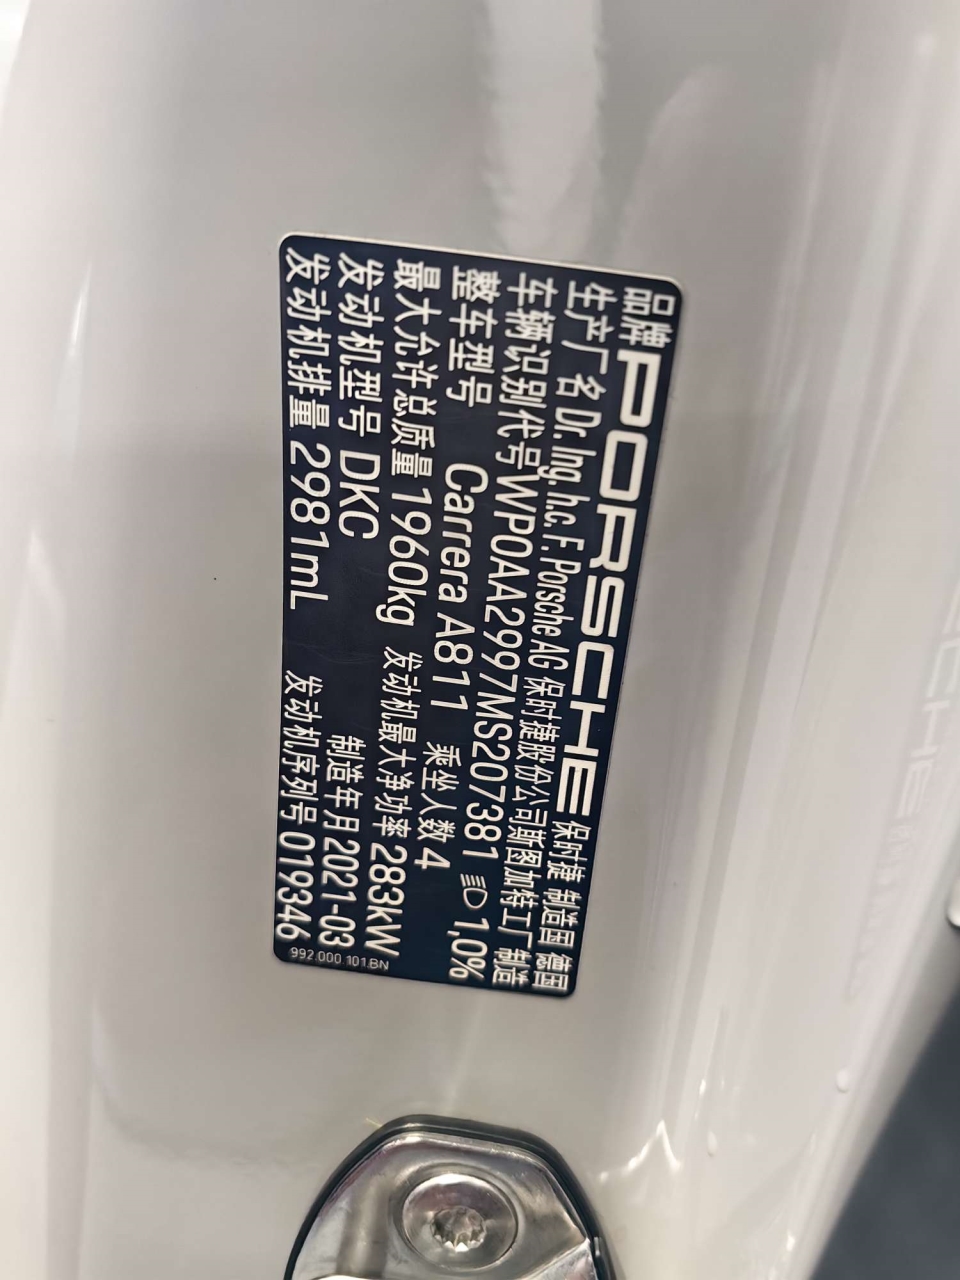 品牌 PORSCHE 保时捷 制造国 德国
生产厂名 Dr. Ing. h.c. F. Porsche AG 保时捷股份公司斯图加特工厂制造
车辆识别代号 WP0AA2997MS207381 1,0%
整车型号 Carrera A811 乘坐人数 4
最大允许总质量 1960kg 发动机最大净功率 283kW
发动机型号 DKC 制造年月 2021-03
发动机排量 2981mL 发动机序列号 019346
992.000.101.BN